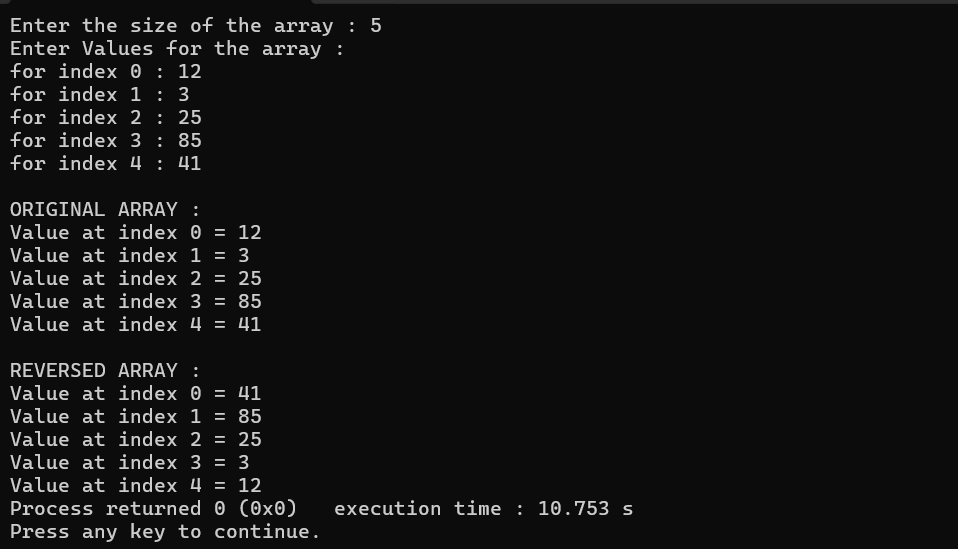 Enter the size of the array : 5
Enter Values for the array :
for index 0 : 12
for index 1 : 3
for index 2 : 25
for index 3 : 85
for index 4 : 41

ORIGINAL ARRAY :
Value at index 0 = 12
Value at index 1 = 3
Value at index 2 = 25
Value at index 3 = 85
Value at index 4 = 41

REVERSED ARRAY :
Value at index 0 = 41
Value at index 1 = 85
Value at index 2 = 25
Value at index 3 = 3
Value at index 4 = 12
Process returned 0 (0x0)   execution time : 10.753 s
Press any key to continue.